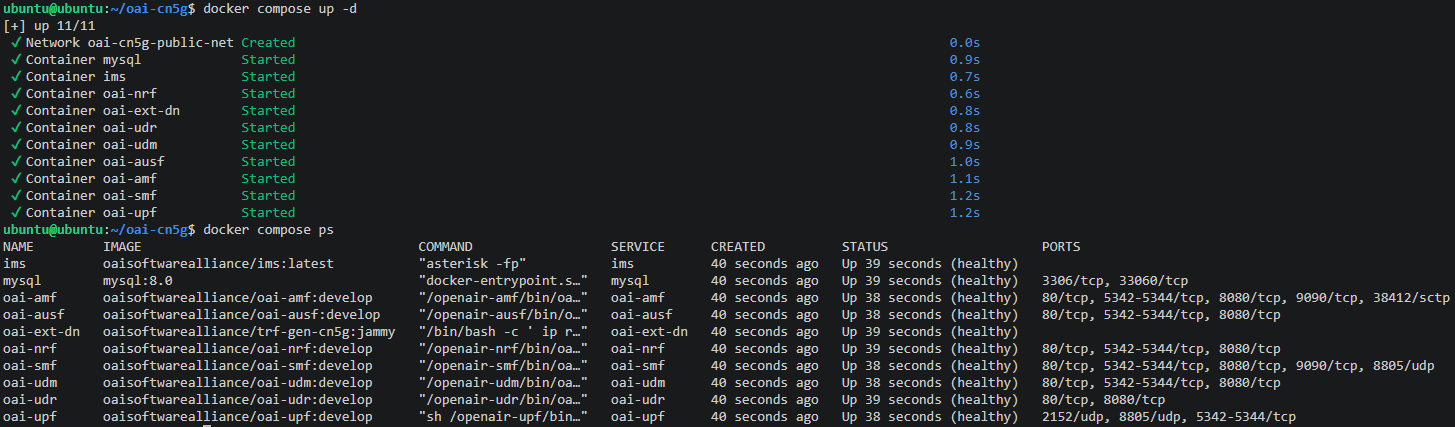 ubuntu@ubuntu:~/oai-cn5g$ docker compose up -d
[+] up 11/11
✓ Network oai-cn5g-public-net Created 0.0s
✓ Container mysql Started 0.9s
✓ Container ims Started 0.7s
✓ Container oai-nrf Started 0.6s
✓ Container oai-ext-dn Started 0.8s
✓ Container oai-udr Started 0.8s
✓ Container oai-udm Started 0.9s
✓ Container oai-ausf Started 1.0s
✓ Container oai-amf Started 1.1s
✓ Container oai-smf Started 1.2s
✓ Container oai-upf Started 1.2s
ubuntu@ubuntu:~/oai-cn5g$ docker compose ps
NAME IMAGE COMMAND SERVICE CREATED STATUS PORTS
ims oaisoftwarealliance/ims:latest "asterisk -fp" ims 40 seconds ago Up 39 seconds (healthy)
mysql mysql:8.0 "docker-entrypoint.s…" mysql 40 seconds ago Up 39 seconds (healthy) 3306/tcp, 33060/tcp
oai-amf oaisoftwarealliance/oai-amf:develop "/openair-amf/bin/oa…" oai-amf 40 seconds ago Up 38 seconds (healthy) 80/tcp, 5342-5344/tcp, 8080/tcp, 9090/tcp, 38412/sctp
oai-ausf oaisoftwarealliance/oai-ausf:develop "/openair-ausf/bin/o…" oai-ausf 40 seconds ago Up 38 seconds (healthy) 80/tcp, 5342-5344/tcp, 8080/tcp
oai-ext-dn oaisoftwarealliance/trf-gen-cn5g:jammy "/bin/bash -c ' ip r…" oai-ext-dn 40 seconds ago Up 39 seconds (healthy)
oai-nrf oaisoftwarealliance/oai-nrf:develop "/openair-nrf/bin/oa…" oai-nrf 40 seconds ago Up 39 seconds (healthy) 80/tcp, 5342-5344/tcp, 8080/tcp
oai-smf oaisoftwarealliance/oai-smf:develop "/openair-smf/bin/oa…" oai-smf 40 seconds ago Up 38 seconds (healthy) 80/tcp, 5342-5344/tcp, 8080/tcp, 9090/tcp, 8805/udp
oai-udm oaisoftwarealliance/oai-udm:develop "/openair-udm/bin/oa…" oai-udm 40 seconds ago Up 38 seconds (healthy) 80/tcp, 5342-5344/tcp, 8080/tcp
oai-udr oaisoftwarealliance/oai-udr:develop "/openair-udr/bin/oa…" oai-udr 40 seconds ago Up 39 seconds (healthy) 80/tcp, 8080/tcp
oai-upf oaisoftwarealliance/oai-upf:develop "sh /openair-upf/bin…" oai-upf 40 seconds ago Up 38 seconds (healthy) 2152/udp, 8805/udp, 5342-5344/tcp